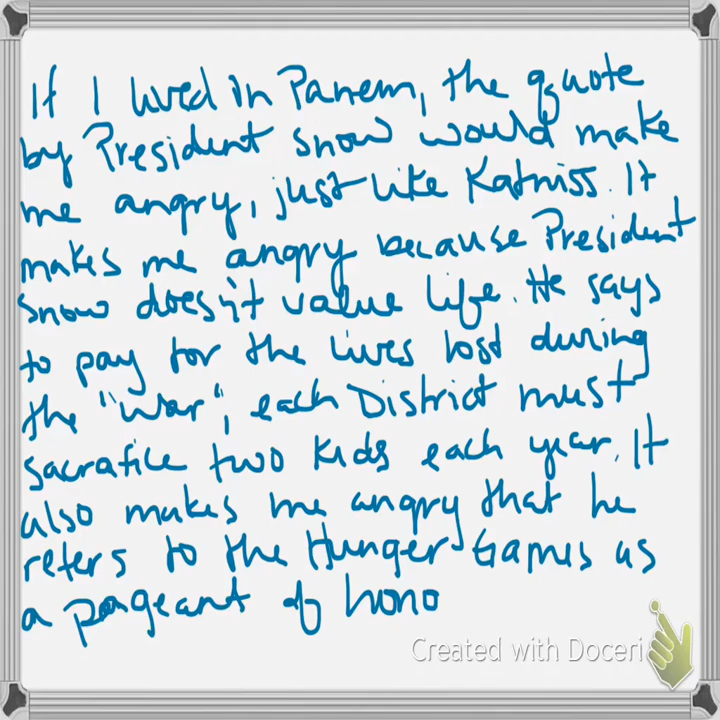 If I lived in Panem, the quote
by President Snow would make
me angry, just like Katniss. It
makes me angry because President
Snow doesn't value life. He says
to pay for the lives lost during
the "war", each District must
sacrafice two kids each year. It
also makes me angry that he
refers to the Hunger Games as
a pageant of hono
Created with Doceri